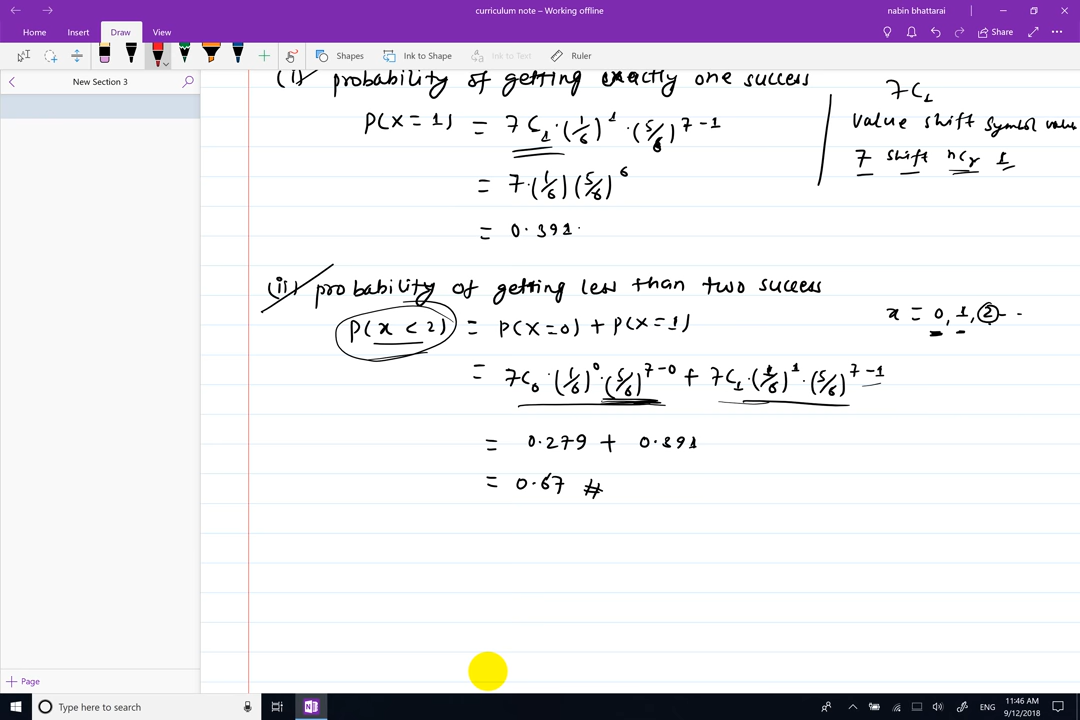 curriculum note – Working offline
nabin bhattarai
Home Insert Draw View
Share
Shapes Ink to Shape Ink to Text Ruler
New Section 3
(i) probability of getting exactly one success
P(X = 1) = 7C₁·(1/6)¹·(5/6)⁷⁻¹
= 7·(1/6)(5/6)⁶
= 0.391
7C₁
value shift symbol value
7 shift nCr 1
(ii) probability of getting less than two success
P(x < 2) = P(X=0) + P(X=1)
x = 0, 1, 2 - -
= 7C₀·(1/6)⁰·(5/6)⁷⁻⁰ + 7C₁·(1/6)¹·(5/6)⁷⁻¹
= 0.279 + 0.391
= 0.67 #
+ Page
Type here to search
ENG
11:46 AM
9/12/2018